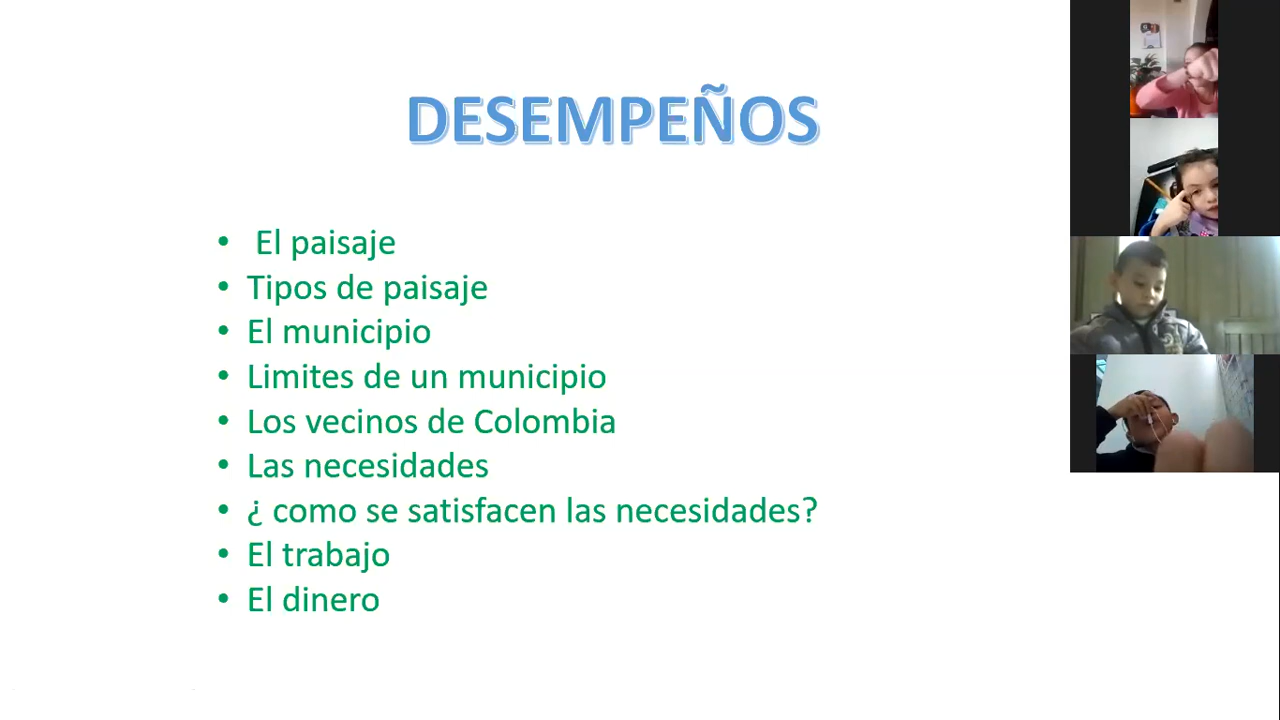 DESEMPEÑOS
• El paisaje
• Tipos de paisaje
• El municipio
• Limites de un municipio
• Los vecinos de Colombia
• Las necesidades
• ¿ como se satisfacen las necesidades?
• El trabajo
• El dinero